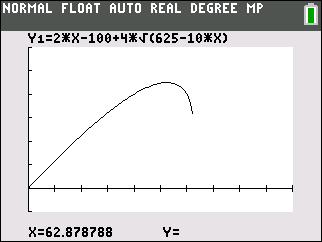 NORMAL FLOAT AUTO REAL DEGREE MP
Y1=2*X-100+4*√(625-10*X)
X=62.878788 Y=